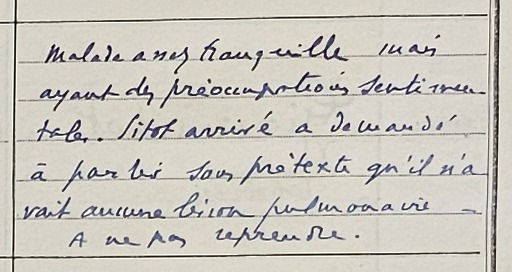 Malade assez tranquille mais
ayant des préoccupations sentimen
tales. Sitot arrivé a demandé
à partir sous prétexte qu'il n'a
vait aucune lésion pulmonaire –
A ne pas reprendre.